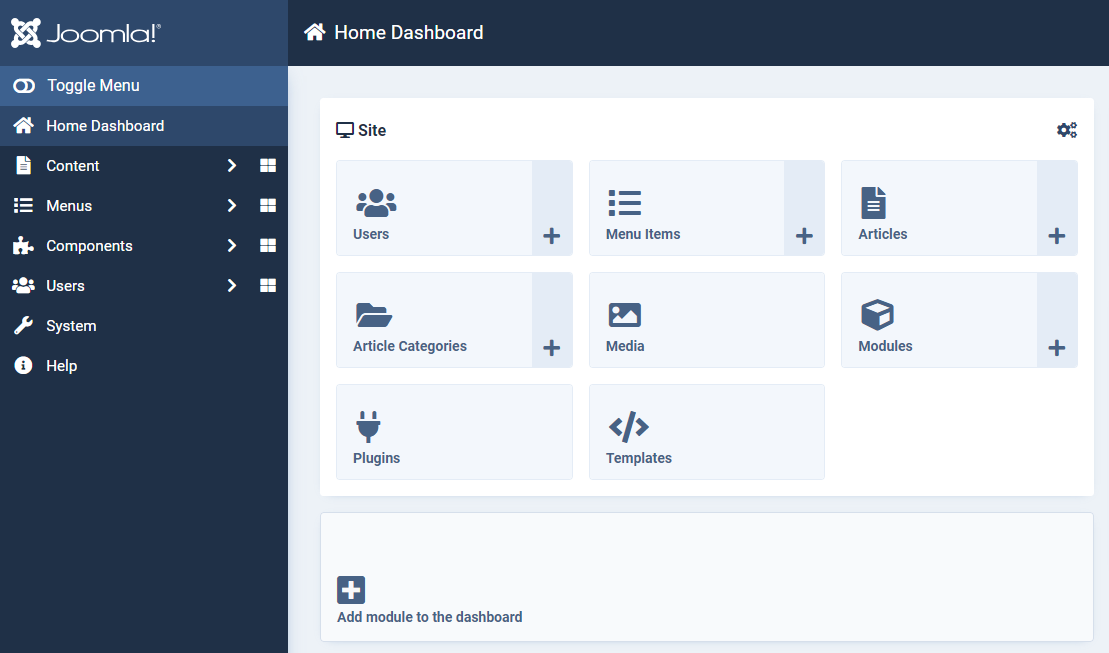 Joomla!®
Home Dashboard
Toggle Menu
Home Dashboard
Content
Menus
Components
Users
System
Help
Site
Users
Menu Items
Articles
Article Categories
Media
Modules
Plugins
Templates
Add module to the dashboard